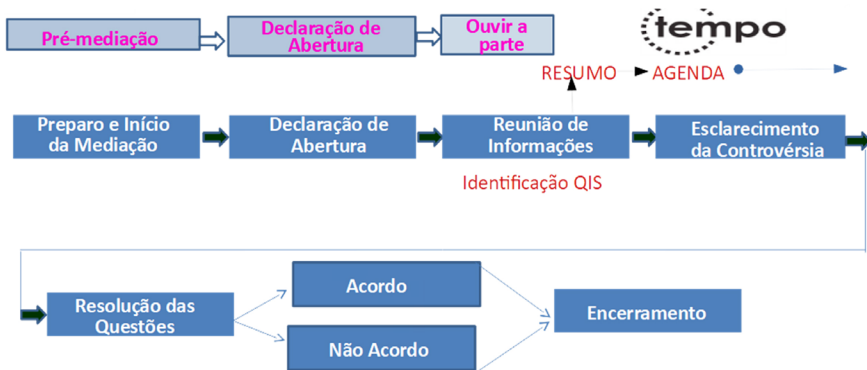 tempo
Pré-mediação
Declaração de
Abertura
Ouvir a
parte
RESUMO
AGENDA
Preparo e Início
da Mediação
Declaração de
Abertura
Reunião de
Informações
Esclarecimento
da Controvérsia
Identificação QIS
Resolução das
Questões
Acordo
Não Acordo
Encerramento